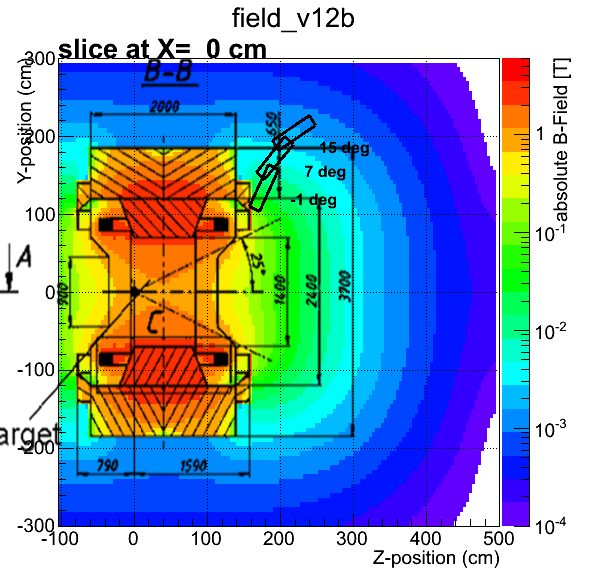 field_v12b
slice at X= 0 cm
B-B
2000
650
15 deg
7 deg
-1 deg
A
900
25°
1400
2400
3700
C
arget
790
1590
Y-position (cm)
300
200
100
0
-100
-200
-300
-100 0 100 200 300 400 500
Z-position (cm)
absolute B-Field [T]
1
10⁻¹
10⁻²
10⁻³
10⁻⁴